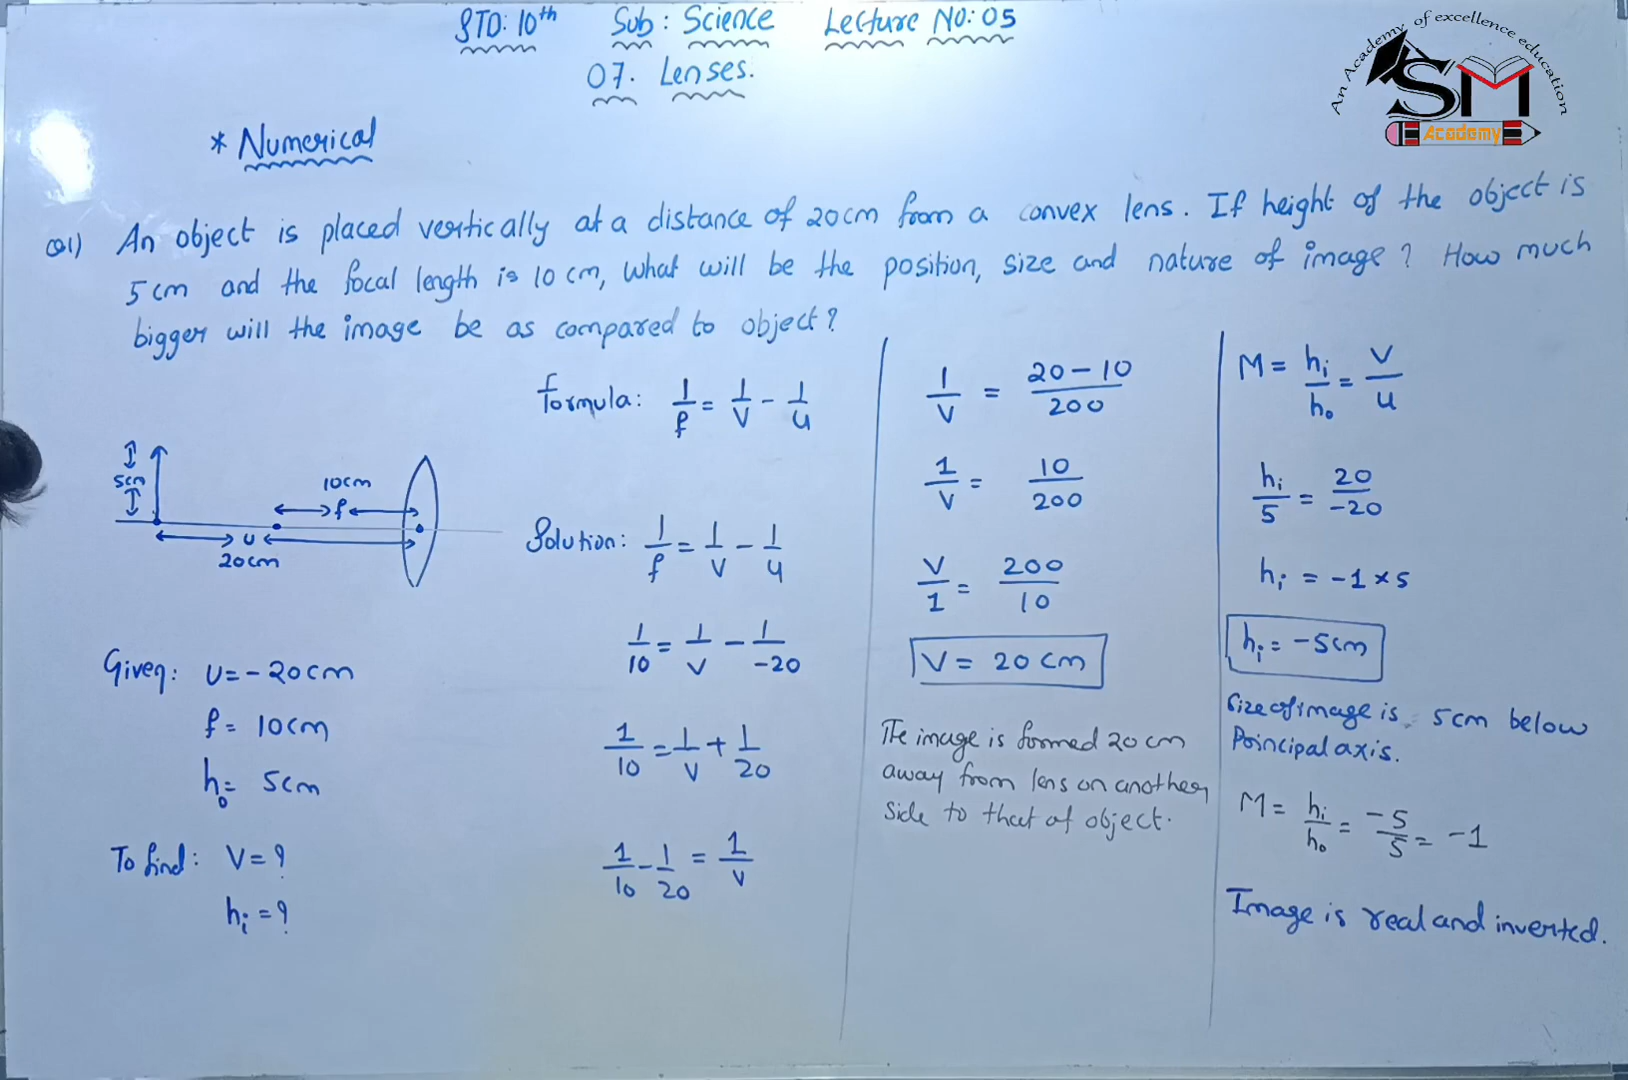 STD: 10th Sub: Science Lecture No: 05
07. Lenses.
An Academy of excellence education
SM
Academy
* Numerical
Q1) An object is placed vertically at a distance of 20cm from a convex lens. If height of the object is
5cm and the focal length is 10 cm, what will be the position, size and nature of image? How much
bigger will the image be as compared to object?
5cm
10cm
f
u
20cm
Given: u=-20cm
f= 10cm
h₀= 5cm
To find: V=?
hᵢ=?
Formula: 1/f = 1/v - 1/u
Solution: 1/f = 1/v - 1/u
1/10 = 1/v - 1/-20
1/10 = 1/v + 1/20
1/10 - 1/20 = 1/v
1/v = 20-10/200
1/v = 10/200
v/1 = 200/10
V= 20cm
The image is formed 20cm
away from lens on another
side to that of object.
M= hᵢ/h₀ = v/u
hᵢ/5 = 20/-20
hᵢ = -1×5
hᵢ= -5cm
Size of image is 5cm below
Principal axis.
M= hᵢ/h₀ = -5/5 = -1
Image is real and inverted.